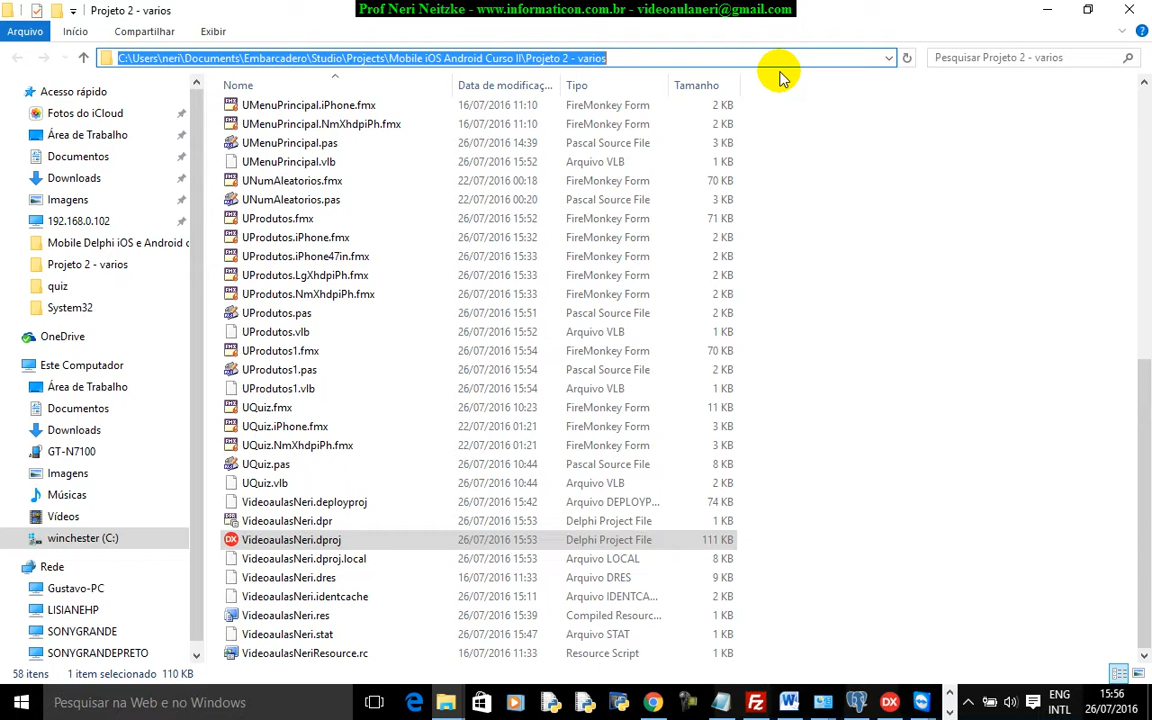 Projeto 2 - varios
Prof Neri Neitzke - www.informaticon.com.br - videoaulaneri@gmail.com
Arquivo Início Compartilhar Exibir
C:\Users\neri\Documents\Embarcadero\Studio\Projects\Mobile iOS Android Curso II\Projeto 2 - varios
Pesquisar Projeto 2 - varios
Acesso rápido
Fotos do iCloud
Área de Trabalho
Documentos
Downloads
Imagens
192.168.0.102
Mobile Delphi iOS e Android c
Projeto 2 - varios
quiz
System32
OneDrive
Este Computador
Área de Trabalho
Documentos
Downloads
GT-N7100
Imagens
Músicas
Vídeos
winchester (C:)
Rede
Gustavo-PC
LISIANEHP
SONYGRANDE
SONYGRANDEPRETO
Nome Data de modificaç... Tipo Tamanho
UMenuPrincipal.iPhone.fmx 16/07/2016 11:10 FireMonkey Form 2 KB
UMenuPrincipal.NmXhdpiPh.fmx 16/07/2016 11:10 FireMonkey Form 2 KB
UMenuPrincipal.pas 26/07/2016 14:39 Pascal Source File 3 KB
UMenuPrincipal.vlb 26/07/2016 15:52 Arquivo VLB 1 KB
UNumAleatorios.fmx 22/07/2016 00:18 FireMonkey Form 70 KB
UNumAleatorios.pas 22/07/2016 00:20 Pascal Source File 3 KB
UProdutos.fmx 26/07/2016 15:52 FireMonkey Form 71 KB
UProdutos.iPhone.fmx 26/07/2016 15:32 FireMonkey Form 2 KB
UProdutos.iPhone47in.fmx 26/07/2016 15:33 FireMonkey Form 2 KB
UProdutos.LgXhdpiPh.fmx 26/07/2016 15:33 FireMonkey Form 2 KB
UProdutos.NmXhdpiPh.fmx 26/07/2016 15:33 FireMonkey Form 2 KB
UProdutos.pas 26/07/2016 15:51 Pascal Source File 2 KB
UProdutos.vlb 26/07/2016 15:52 Arquivo VLB 1 KB
UProdutos1.fmx 26/07/2016 15:54 FireMonkey Form 70 KB
UProdutos1.pas 26/07/2016 15:54 Pascal Source File 1 KB
UProdutos1.vlb 26/07/2016 15:54 Arquivo VLB 1 KB
UQuiz.fmx 26/07/2016 10:23 FireMonkey Form 11 KB
UQuiz.iPhone.fmx 22/07/2016 01:21 FireMonkey Form 3 KB
UQuiz.NmXhdpiPh.fmx 22/07/2016 01:21 FireMonkey Form 3 KB
UQuiz.pas 26/07/2016 10:44 Pascal Source File 8 KB
UQuiz.vlb 26/07/2016 10:44 Arquivo VLB 2 KB
VideoaulasNeri.deployproj 26/07/2016 15:42 Arquivo DEPLOYP... 74 KB
VideoaulasNeri.dpr 26/07/2016 15:53 Delphi Project File 1 KB
VideoaulasNeri.dproj 26/07/2016 15:53 Delphi Project File 111 KB
VideoaulasNeri.dproj.local 26/07/2016 15:53 Arquivo LOCAL 8 KB
VideoaulasNeri.dres 16/07/2016 11:33 Arquivo DRES 9 KB
VideoaulasNeri.identcache 26/07/2016 15:11 Arquivo IDENTCA... 2 KB
VideoaulasNeri.res 26/07/2016 15:39 Compiled Resourc... 1 KB
VideoaulasNeri.stat 26/07/2016 15:47 Arquivo STAT 1 KB
VideoaulasNeriResource.rc 16/07/2016 11:33 Resource Script 1 KB
58 itens 1 item selecionado 110 KB
Pesquisar na Web e no Windows
ENG
INTL
15:56
26/07/2016